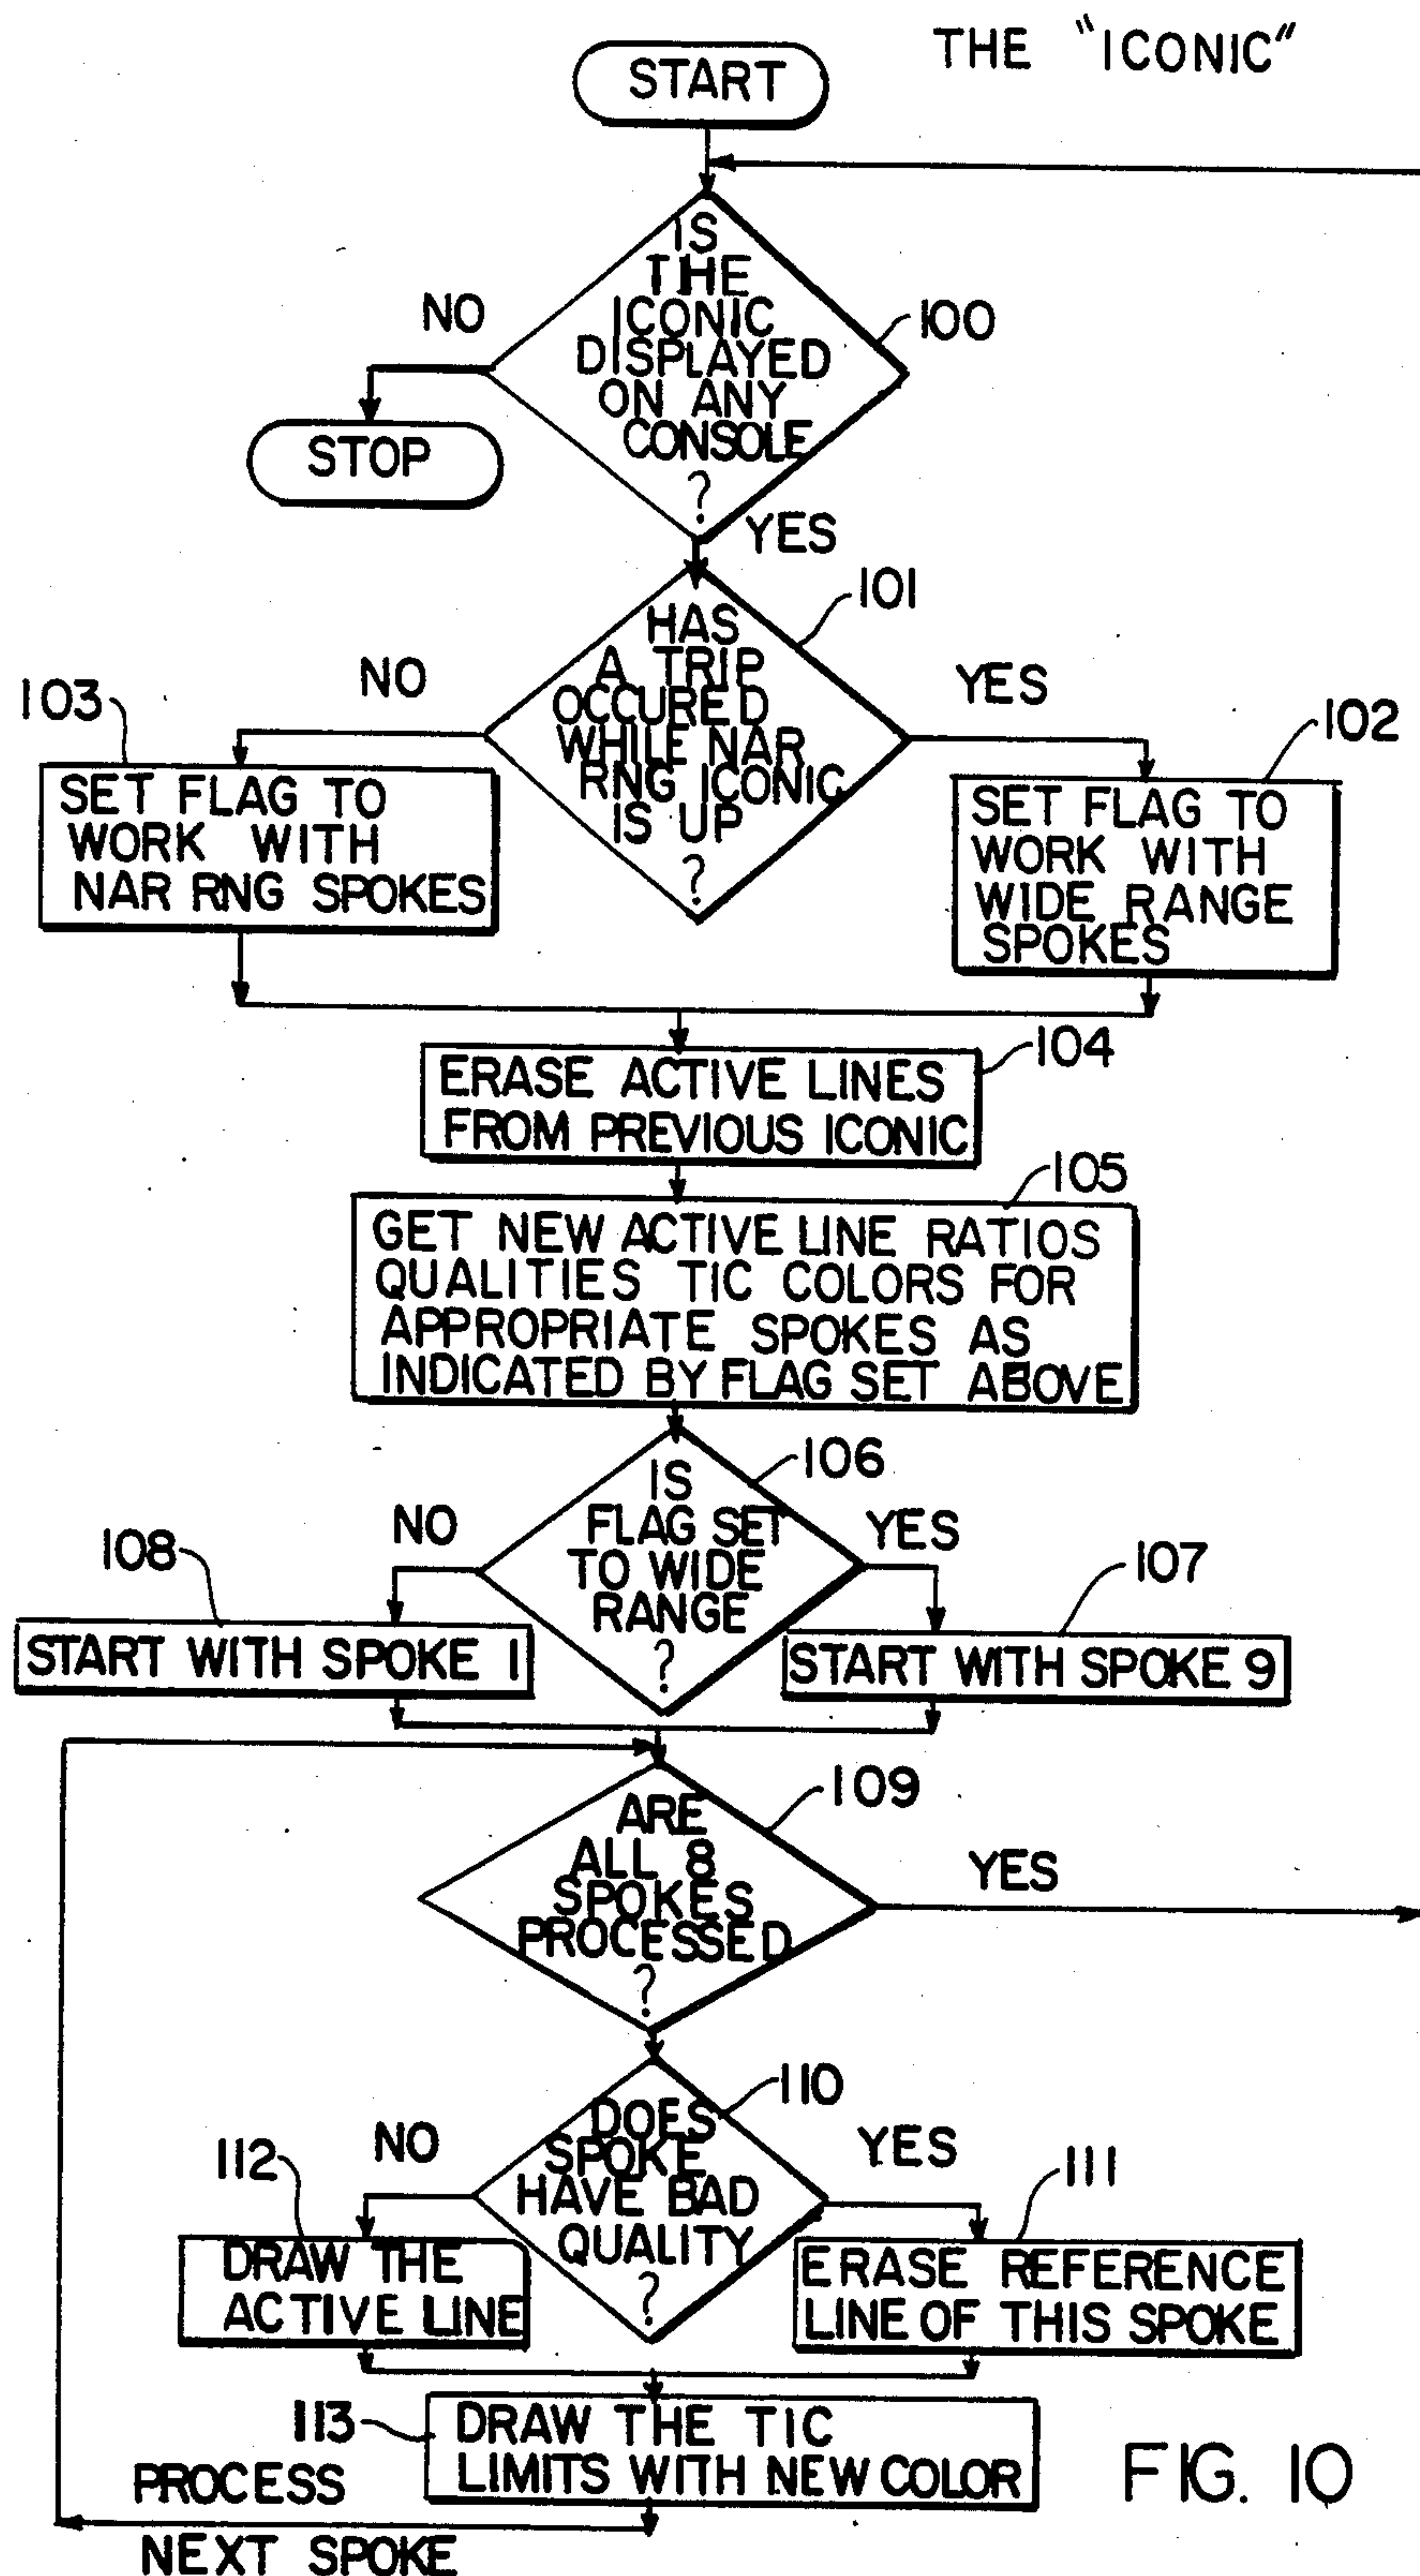 THE "ICONIC"
START
IS
THE
ICONIC
DISPLAYED
ON ANY
CONSOLE
?
100
NO
STOP
YES
101
HAS
A TRIP
OCCURED
WHILE NAR
RNG ICONIC
IS UP
?
NO
YES
103
SET FLAG TO
WORK WITH
NAR RNG SPOKES
102
SET FLAG TO
WORK WITH
WIDE RANGE
SPOKES
104
ERASE ACTIVE LINES
FROM PREVIOUS ICONIC
105
GET NEW ACTIVE LINE RATIOS
QUALITIES TIC COLORS FOR
APPROPRIATE SPOKES AS
INDICATED BY FLAG SET ABOVE
106
IS
FLAG SET
TO WIDE
RANGE
?
NO
YES
108
START WITH SPOKE 1
107
START WITH SPOKE 9
109
ARE
ALL 8
SPOKES
PROCESSED
?
YES
110
DOES
SPOKE
HAVE BAD
QUALITY
?
NO
YES
112
DRAW THE
ACTIVE LINE
111
ERASE REFERENCE
LINE OF THIS SPOKE
113
DRAW THE TIC
LIMITS WITH NEW COLOR
PROCESS
NEXT SPOKE
FIG. 10